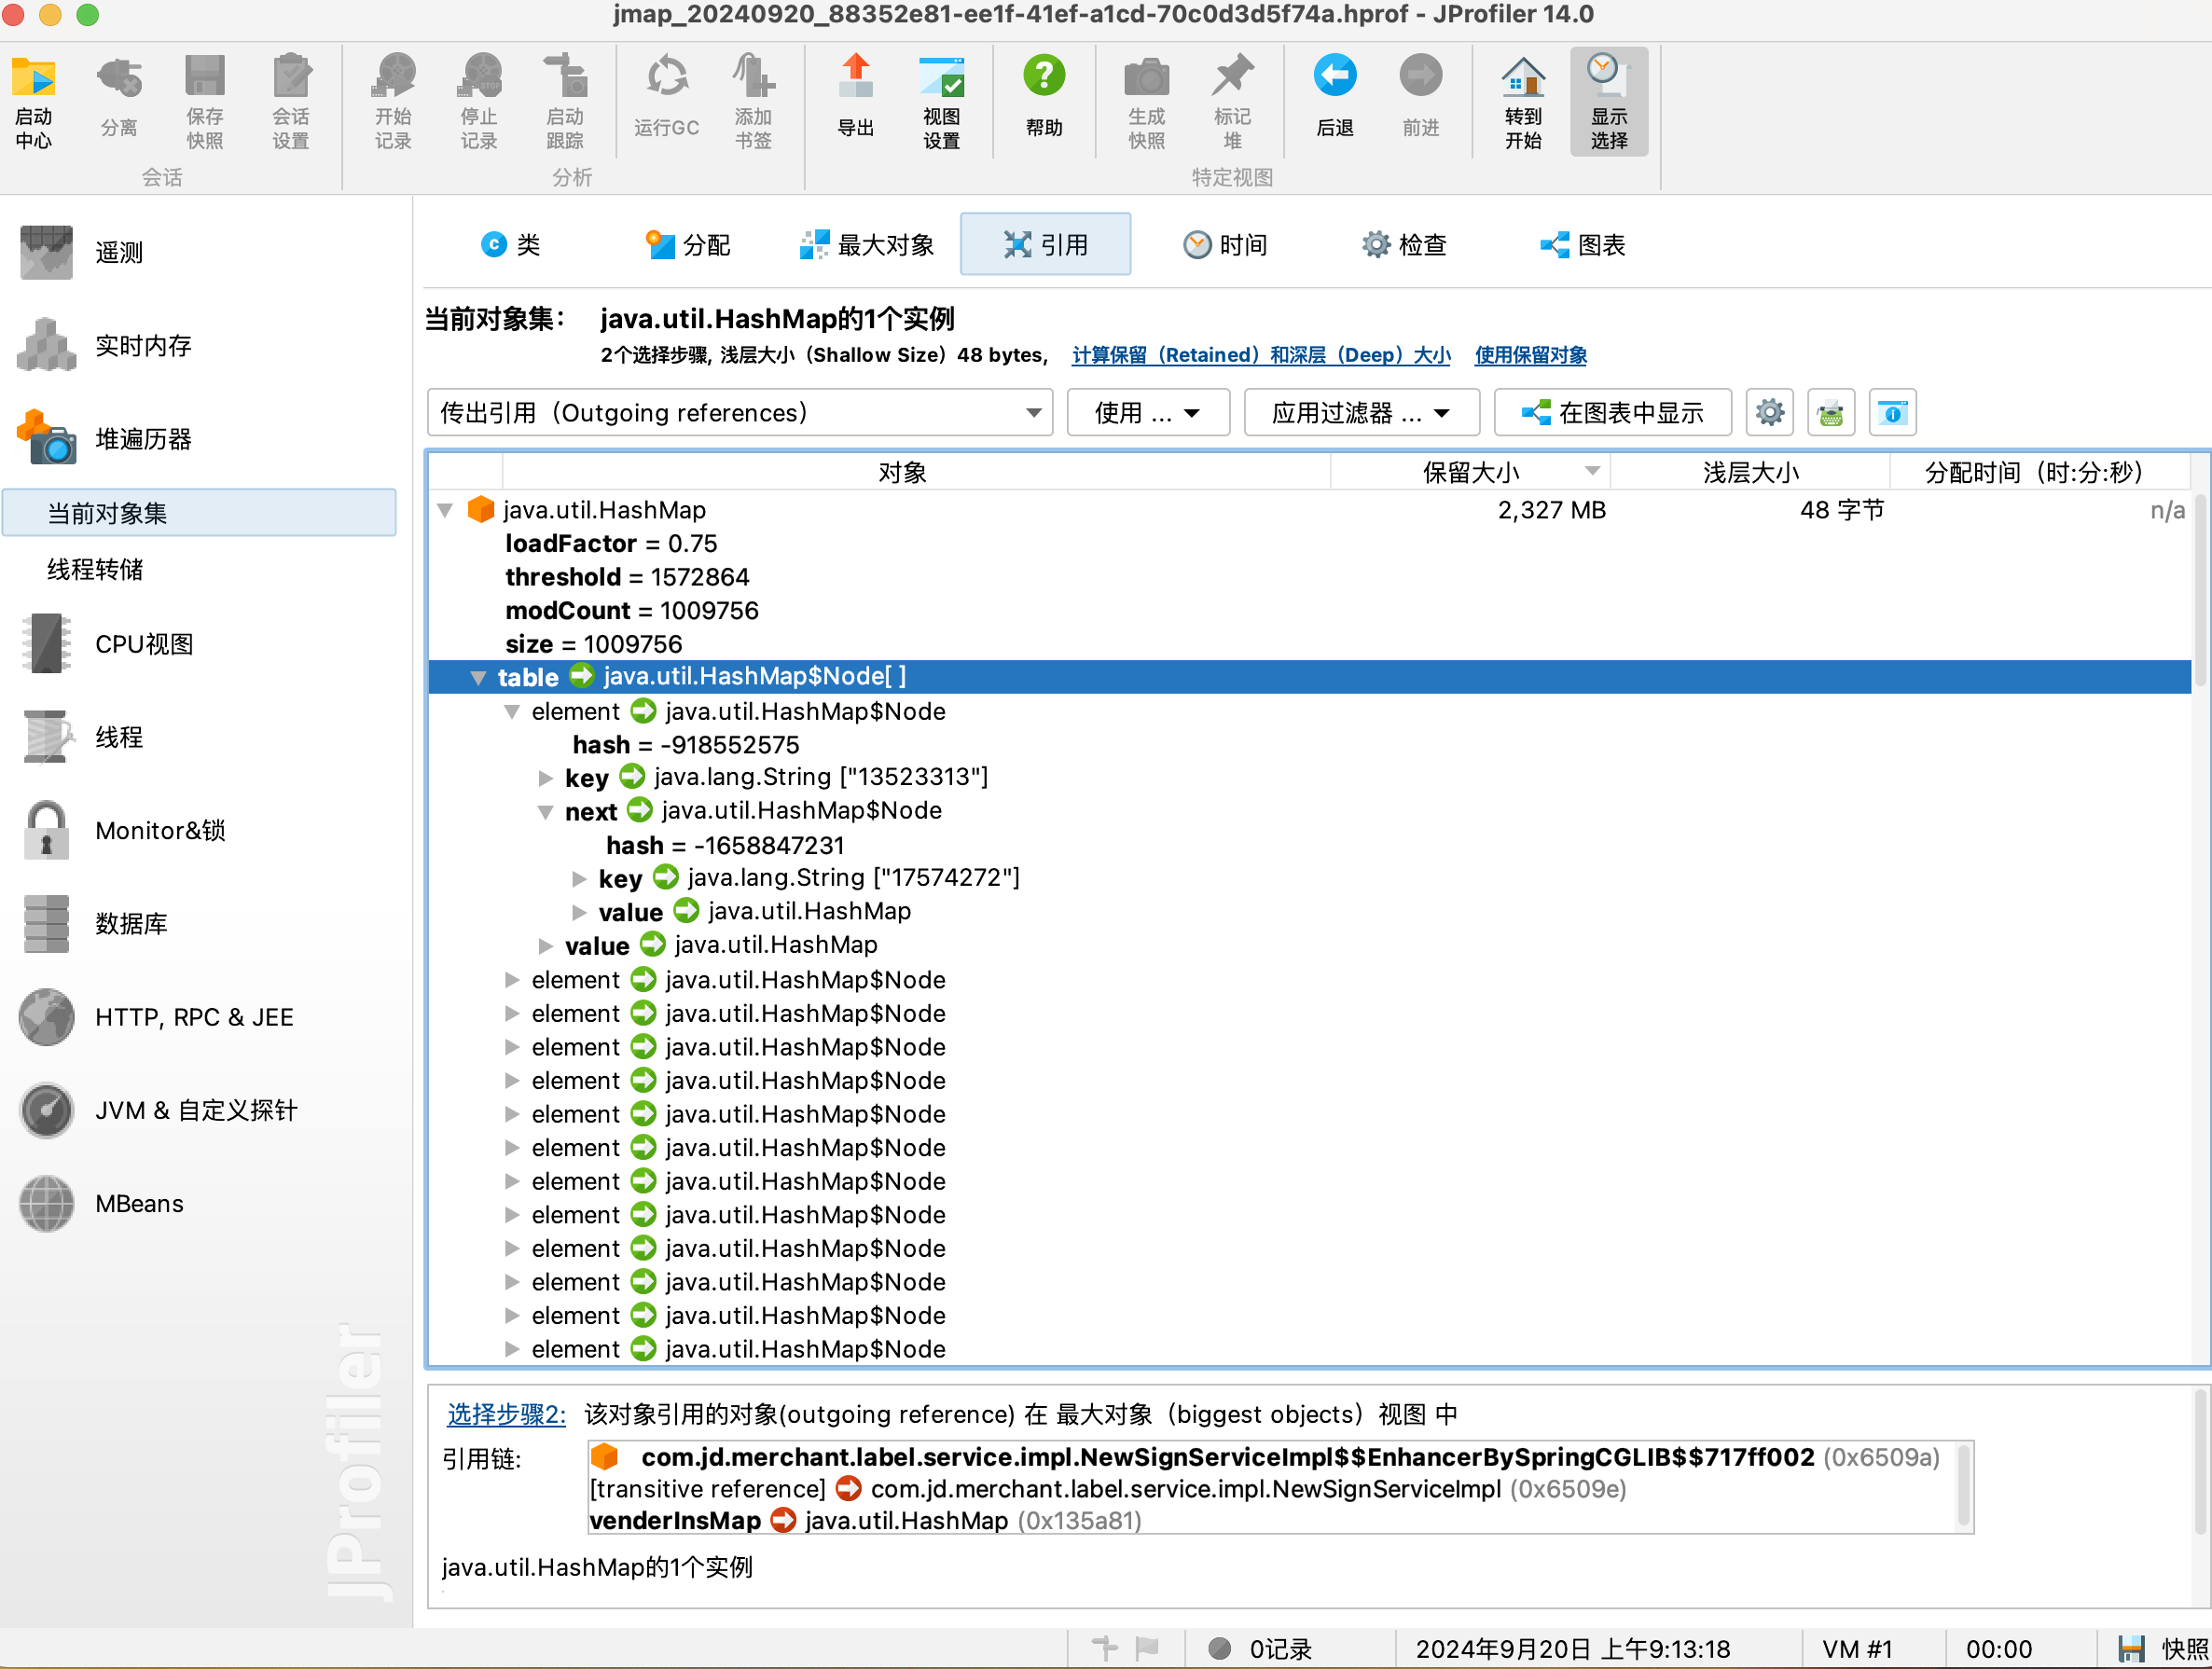 jmap_20240920_88352e81-ee1f-41ef-a1cd-70c0d3d5f74a.hprof - JProfiler 14.0
启动中心 分离 保存快照 会话设置 开始记录 停止记录 启动跟踪 运行GC 添加书签 导出 视图设置 帮助 生成快照 标记堆 后退 前进 转到开始 显示选择
会话 分析 特定视图
遥测
实时内存
堆遍历器
当前对象集
线程转储
CPU视图
线程
Monitor&锁
数据库
HTTP, RPC & JEE
JVM & 自定义探针
MBeans
JProfiler
类 分配 最大对象 引用 时间 检查 图表
当前对象集： java.util.HashMap的1个实例
2个选择步骤, 浅层大小（Shallow Size）48 bytes, 计算保留（Retained）和深层（Deep）大小 使用保留对象
传出引用（Outgoing references） 使用 ... 应用过滤器 ... 在图表中显示
对象 保留大小 浅层大小 分配时间（时:分:秒）
java.util.HashMap 2,327 MB 48 字节 n/a
loadFactor = 0.75
threshold = 1572864
modCount = 1009756
size = 1009756
table java.util.HashMap$Node[ ]
element java.util.HashMap$Node
hash = -918552575
key java.lang.String ["13523313"]
next java.util.HashMap$Node
hash = -1658847231
key java.lang.String ["17574272"]
value java.util.HashMap
value java.util.HashMap
element java.util.HashMap$Node
element java.util.HashMap$Node
element java.util.HashMap$Node
element java.util.HashMap$Node
element java.util.HashMap$Node
element java.util.HashMap$Node
element java.util.HashMap$Node
element java.util.HashMap$Node
element java.util.HashMap$Node
element java.util.HashMap$Node
element java.util.HashMap$Node
element java.util.HashMap$Node
选择步骤2: 该对象引用的对象(outgoing reference) 在 最大对象（biggest objects）视图 中
引用链: com.jd.merchant.label.service.impl.NewSignServiceImpl$$EnhancerBySpringCGLIB$$717ff002 (0x6509a)
[transitive reference] com.jd.merchant.label.service.impl.NewSignServiceImpl (0x6509e)
venderInsMap java.util.HashMap (0x135a81)
java.util.HashMap的1个实例
0记录 2024年9月20日 上午9:13:18 VM #1 00:00 快照